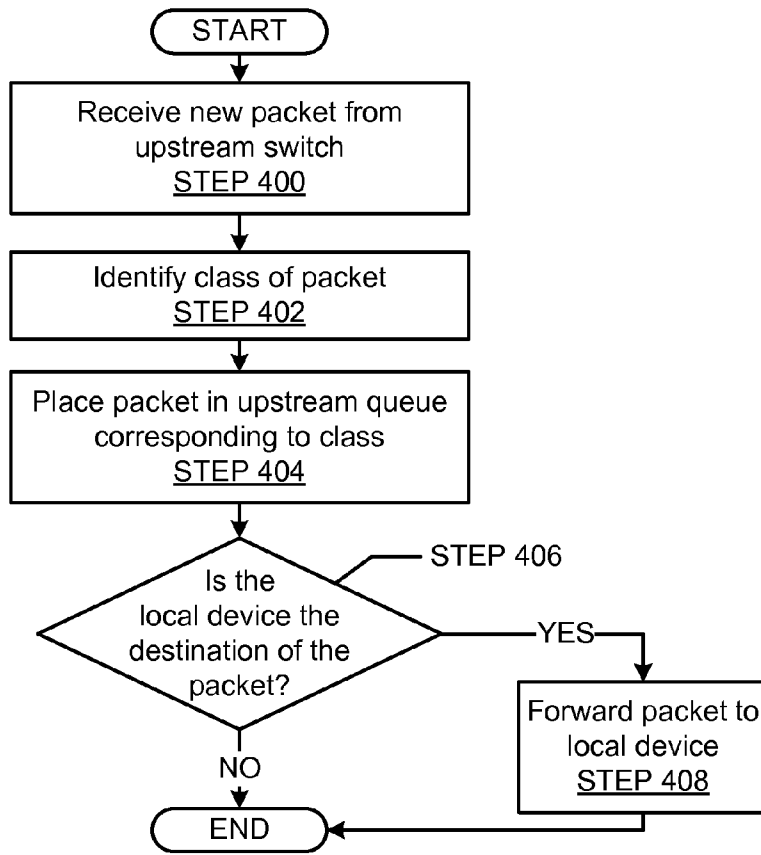 START
Receive new packet from
upstream switch
STEP 400
Identify class of packet
STEP 402
Place packet in upstream queue
corresponding to class
STEP 404
STEP 406
Is the
local device the
destination of the
packet?
YES
Forward packet to
local device
STEP 408
NO
END